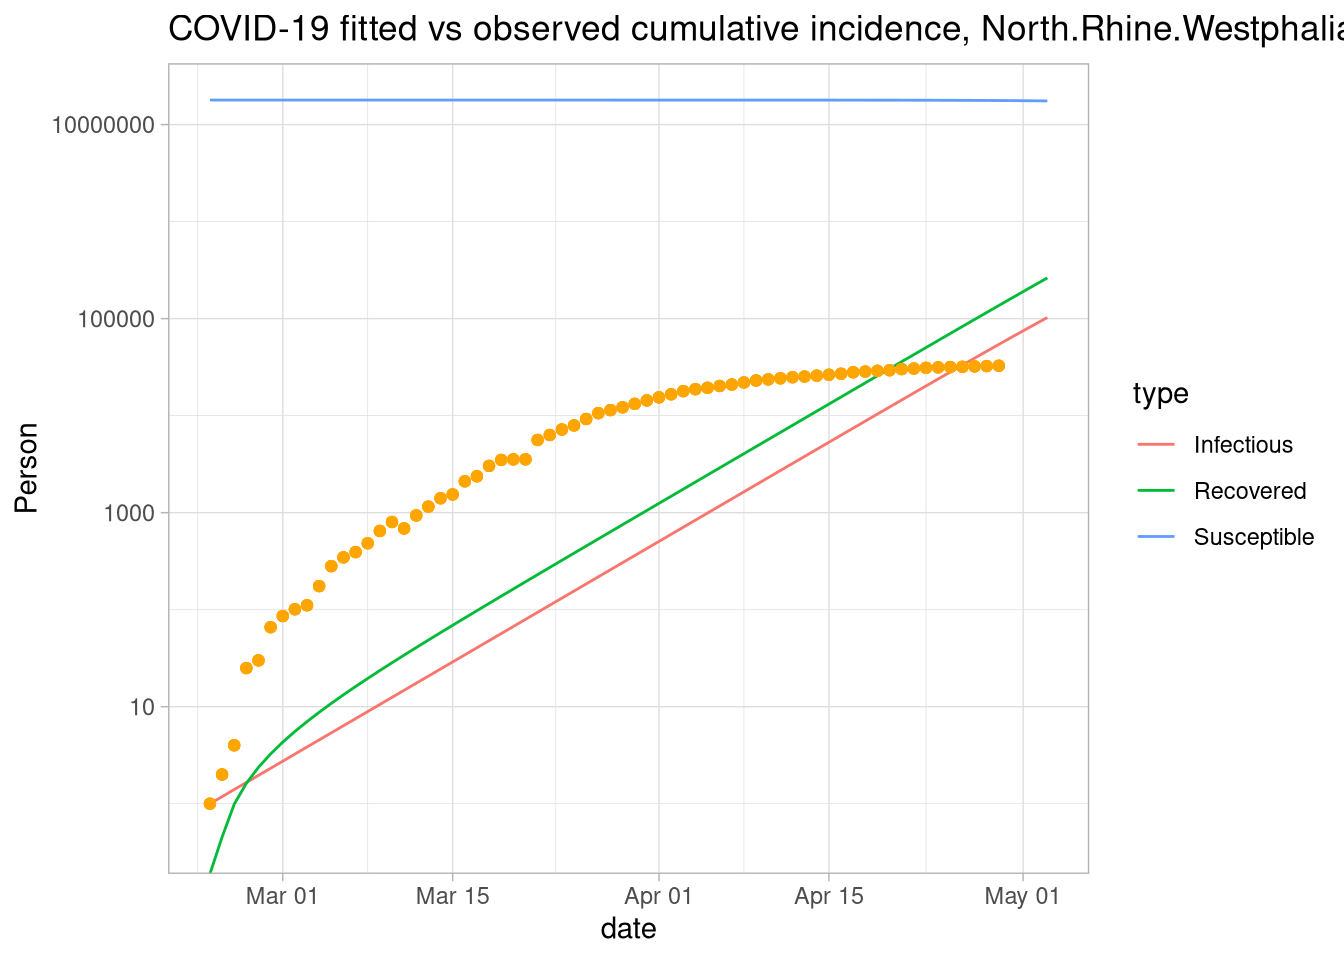 COVID-19 fitted vs observed cumulative incidence, North.Rhine.Westphalia
Person
10000000
100000
1000
10
Mar 01
Mar 15
Apr 01
Apr 15
May 01
date
type
Infectious
Recovered
Susceptible